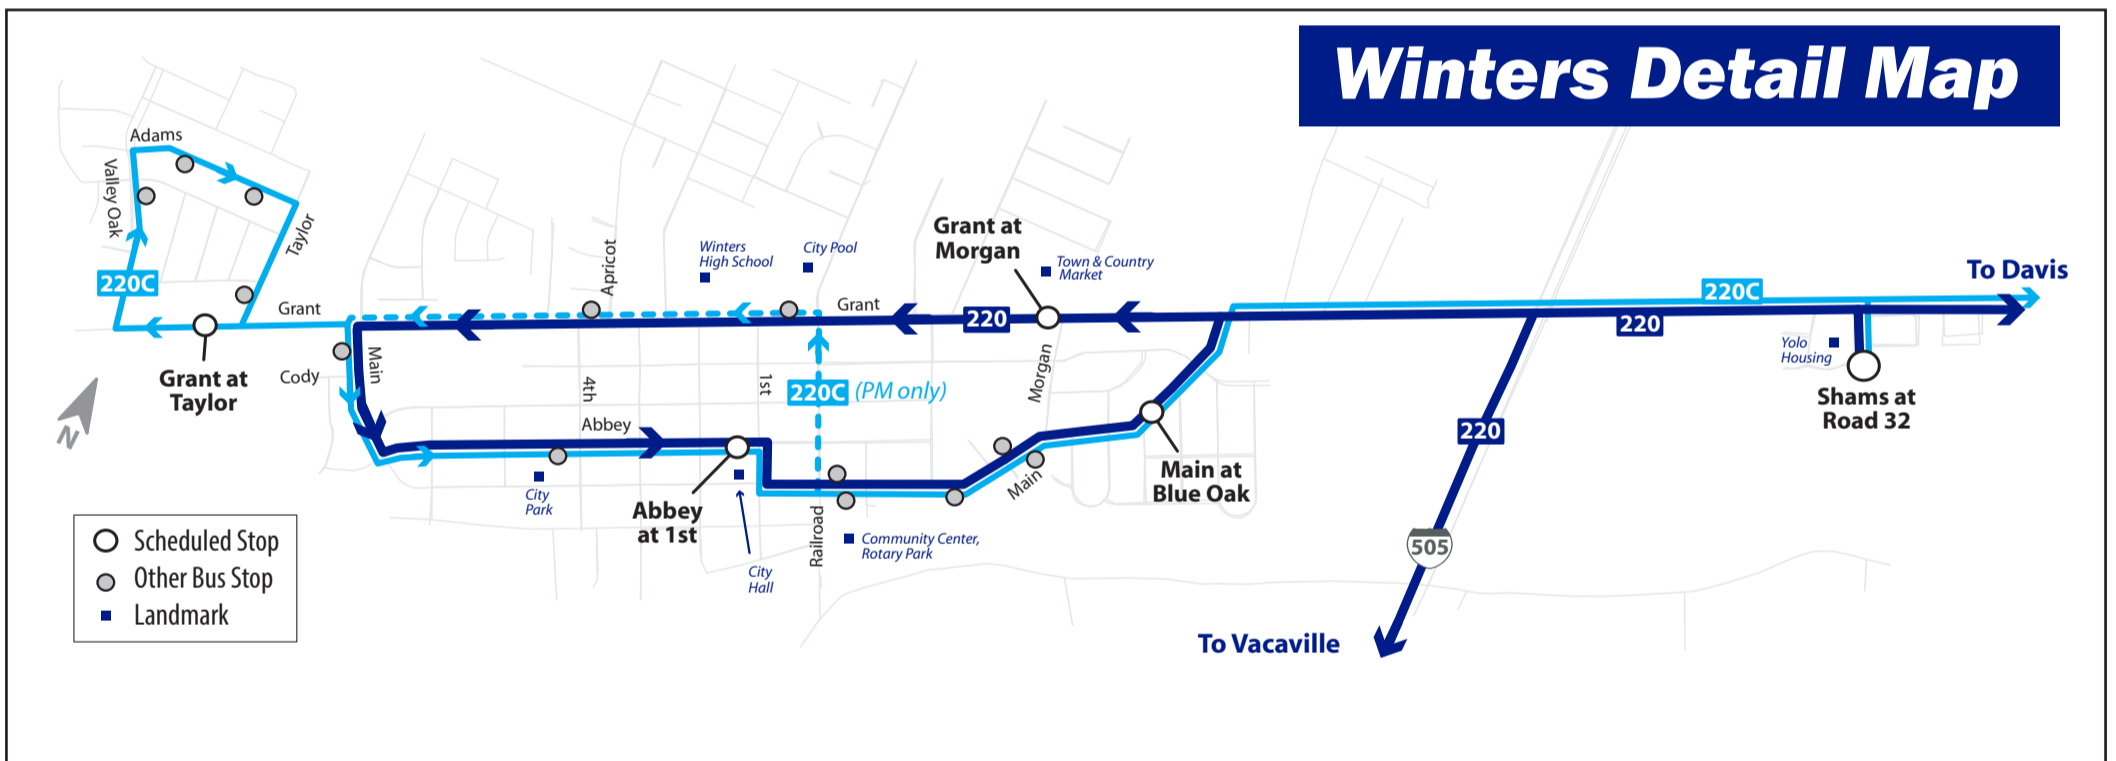 Winters Detail Map
Adams
Valley Oak
Taylor
220C
Grant
Grant at
Taylor
N
Cody
Main
Apricot
Winters
High School
City Pool
Grant
Grant at
Morgan
Town & Country
Market
220
220C
To Davis
220
Yolo
Housing
Shams at
Road 32
4th
1st
220C (PM only)
Morgan
Abbey
City
Park
Abbey
at 1st
City
Hall
Railroad
Community Center,
Rotary Park
Main
Main at
Blue Oak
220
505
To Vacaville
Scheduled Stop
Other Bus Stop
Landmark